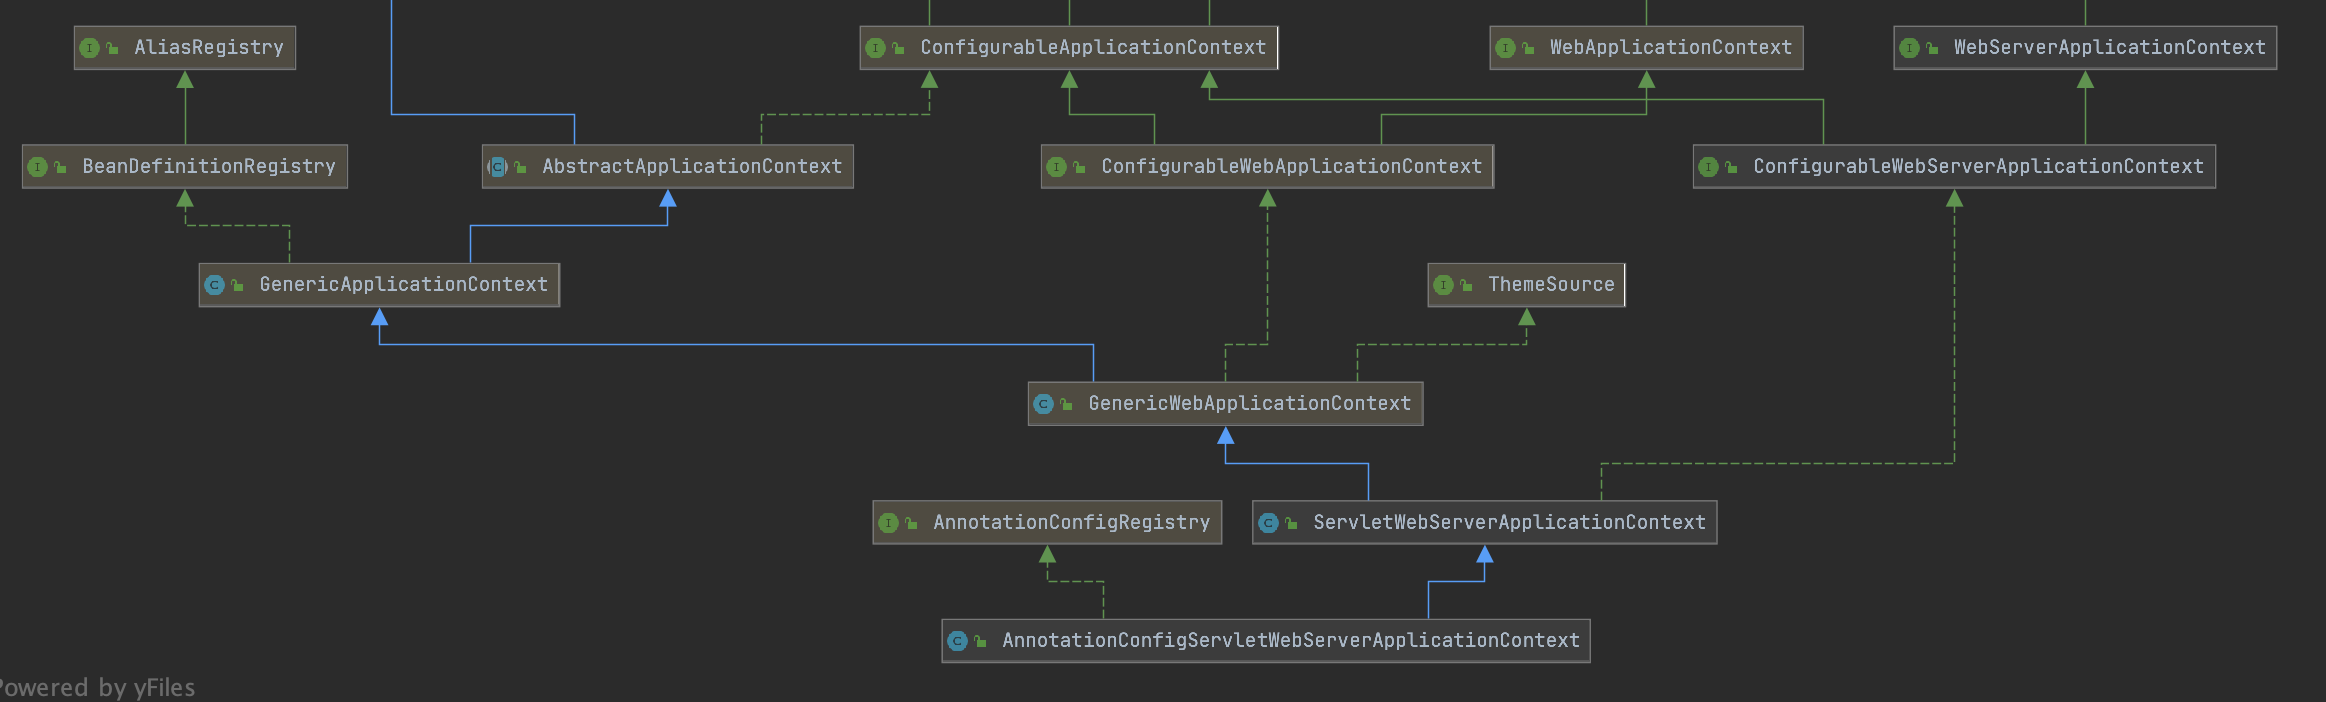 AliasRegistry
ConfigurableApplicationContext
WebApplicationContext
WebServerApplicationContext
BeanDefinitionRegistry
AbstractApplicationContext
ConfigurableWebApplicationContext
ConfigurableWebServerApplicationContext
GenericApplicationContext
ThemeSource
GenericWebApplicationContext
AnnotationConfigRegistry
ServletWebServerApplicationContext
AnnotationConfigServletWebServerApplicationContext
Powered by yFiles